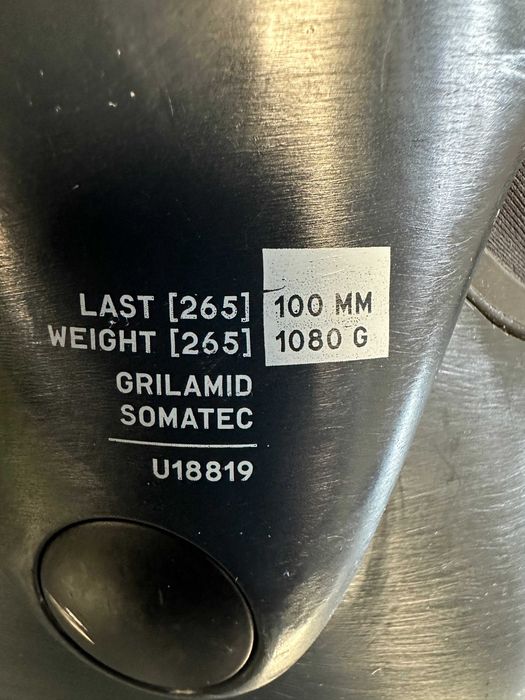 LAST [265] 100 MM
WEIGHT [265] 1080 G
GRILAMID
SOMATEC
U18819